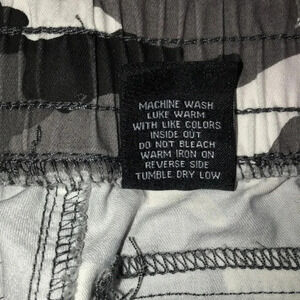 MACHINE WASH
LUKE WARM
WITH LIKE COLORS
INSIDE OUT
DO NOT BLEACH
WARM IRON ON
REVERSE SIDE
TUMBLE DRY LOW